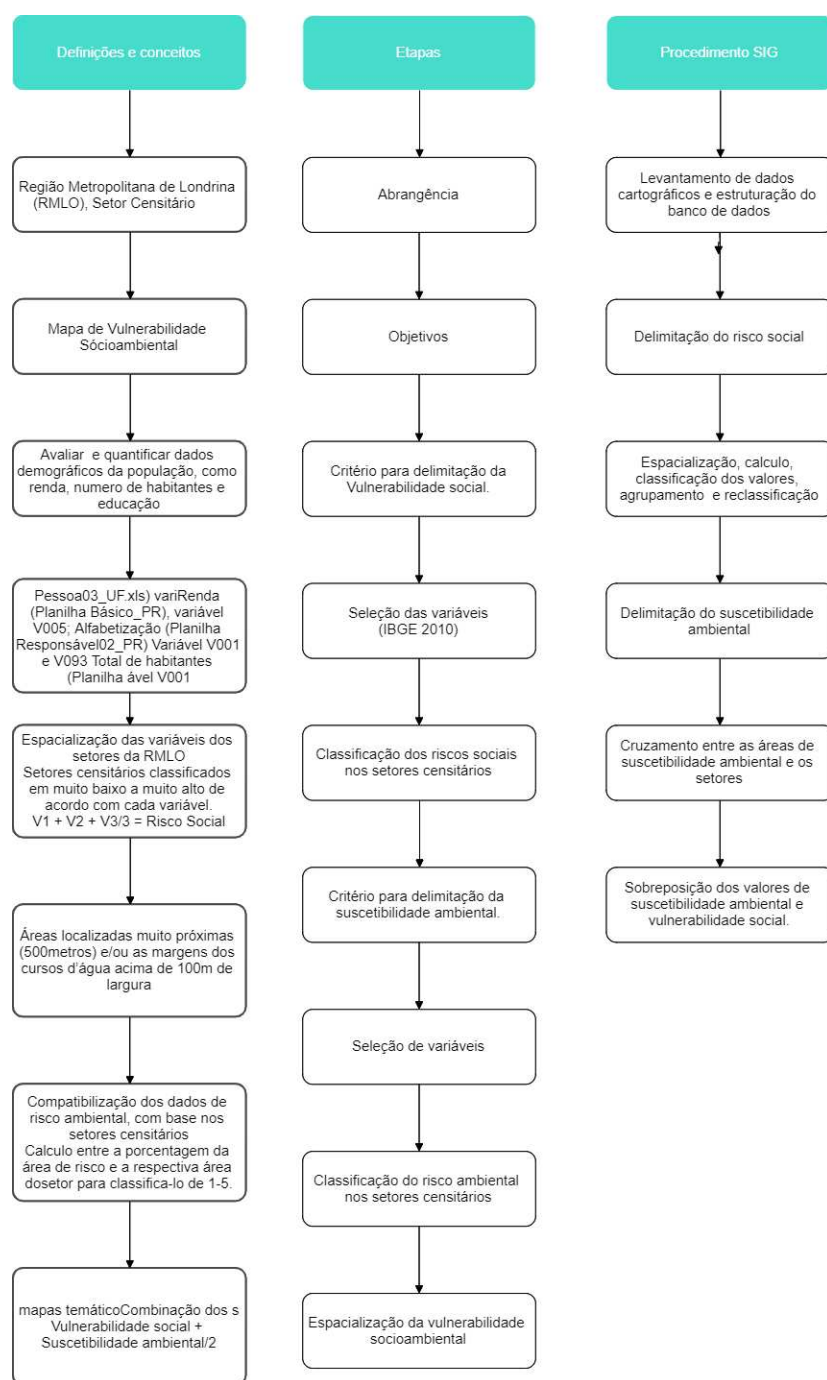 Definições e conceitos
Região Metropolitana de Londrina
(RMLO), Setor Censitário
Mapa de Vulnerabilidade
Sócioambiental
Avaliar e quantificar dados
demográficos da população, como
renda, numero de habitantes e
educação
Pessoa03_UF.xls) variRenda
(Planilha Básico_PR), variável
V005; Alfabetização (Planilha
Responsável02_PR) Variável V001
e V093 Total de habitantes
(Planilha ável V001
Espacialização das variáveis dos
setores da RMLO
Setores censitários classificados
em muito baixo a muito alto de
acordo com cada variável.
V1 + V2 + V3/3 = Risco Social
Áreas localizadas muito próximas
(500metros) e/ou as margens dos
cursos d'água acima de 100m de
largura
Compatibilização dos dados de
risco ambiental, com base nos
setores censitários
Calculo entre a porcentagem da
área de risco e a respectiva área
dosetor para classifica-lo de 1-5.
mapas temáticoCombinação dos s
Vulnerabilidade social +
Suscetibilidade ambiental/2
Etapas
Abrangência
Objetivos
Critério para delimitação da
Vulnerabilidade social.
Seleção das variáveis
(IBGE 2010)
Classificação dos riscos sociais
nos setores censitários
Critério para delimitação da
suscetibilidade ambiental.
Seleção de variáveis
Classificação do risco ambiental
nos setores censitários
Espacialização da vulnerabilidade
socioambiental
Procedimento SIG
Levantamento de dados
cartográficos e estruturação do
banco de dados
Delimitação do risco social
Espacialização, calculo,
classificação dos valores,
agrupamento e reclassificação
Delimitação do suscetibilidade
ambiental
Cruzamento entre as áreas de
suscetibilidade ambiental e os
setores
Sobreposição dos valores de
suscetibilidade ambiental e
vulnerabilidade social.